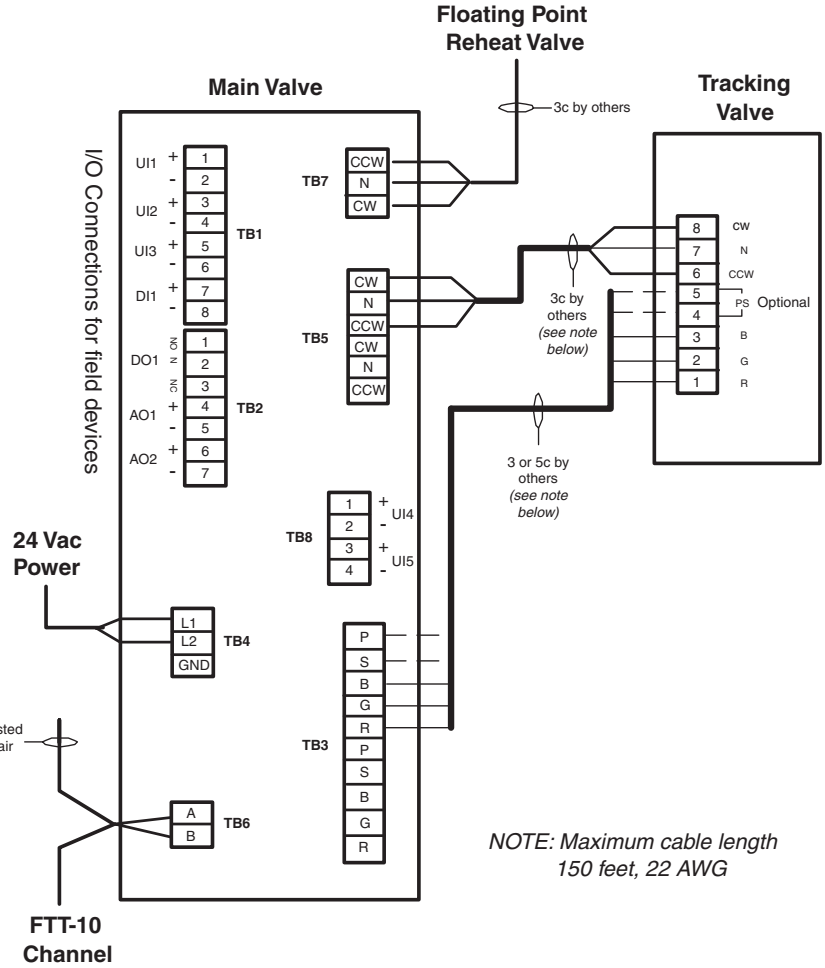 Floating Point
Reheat Valve
Main Valve
Tracking
Valve
3c by others
I/O Connections for field devices
UI1 + 1
- 2
UI2 + 3
- 4
UI3 + 5
- 6
DI1 + 7
- 8
TB1
DO1 NO 1
N 2
NC 3
AO1 + 4
- 5
AO2 + 6
- 7
TB2
TB7
CCW
N
CW
TB5
CW
N
CCW
CW
N
CCW
3c by
others
(see note
below)
8 CW
7 N
6 CCW
5
4
PS Optional
3 B
2 G
1 R
3 or 5c by
others
(see note
below)
TB8
1 + UI4
2 -
3 + UI5
4 -
24 Vac
Power
L1
L2
GND
TB4
TB3
P
S
B
G
R
P
S
B
G
R
A
B
TB6
FTT-10
Channel
NOTE: Maximum cable length
150 feet, 22 AWG